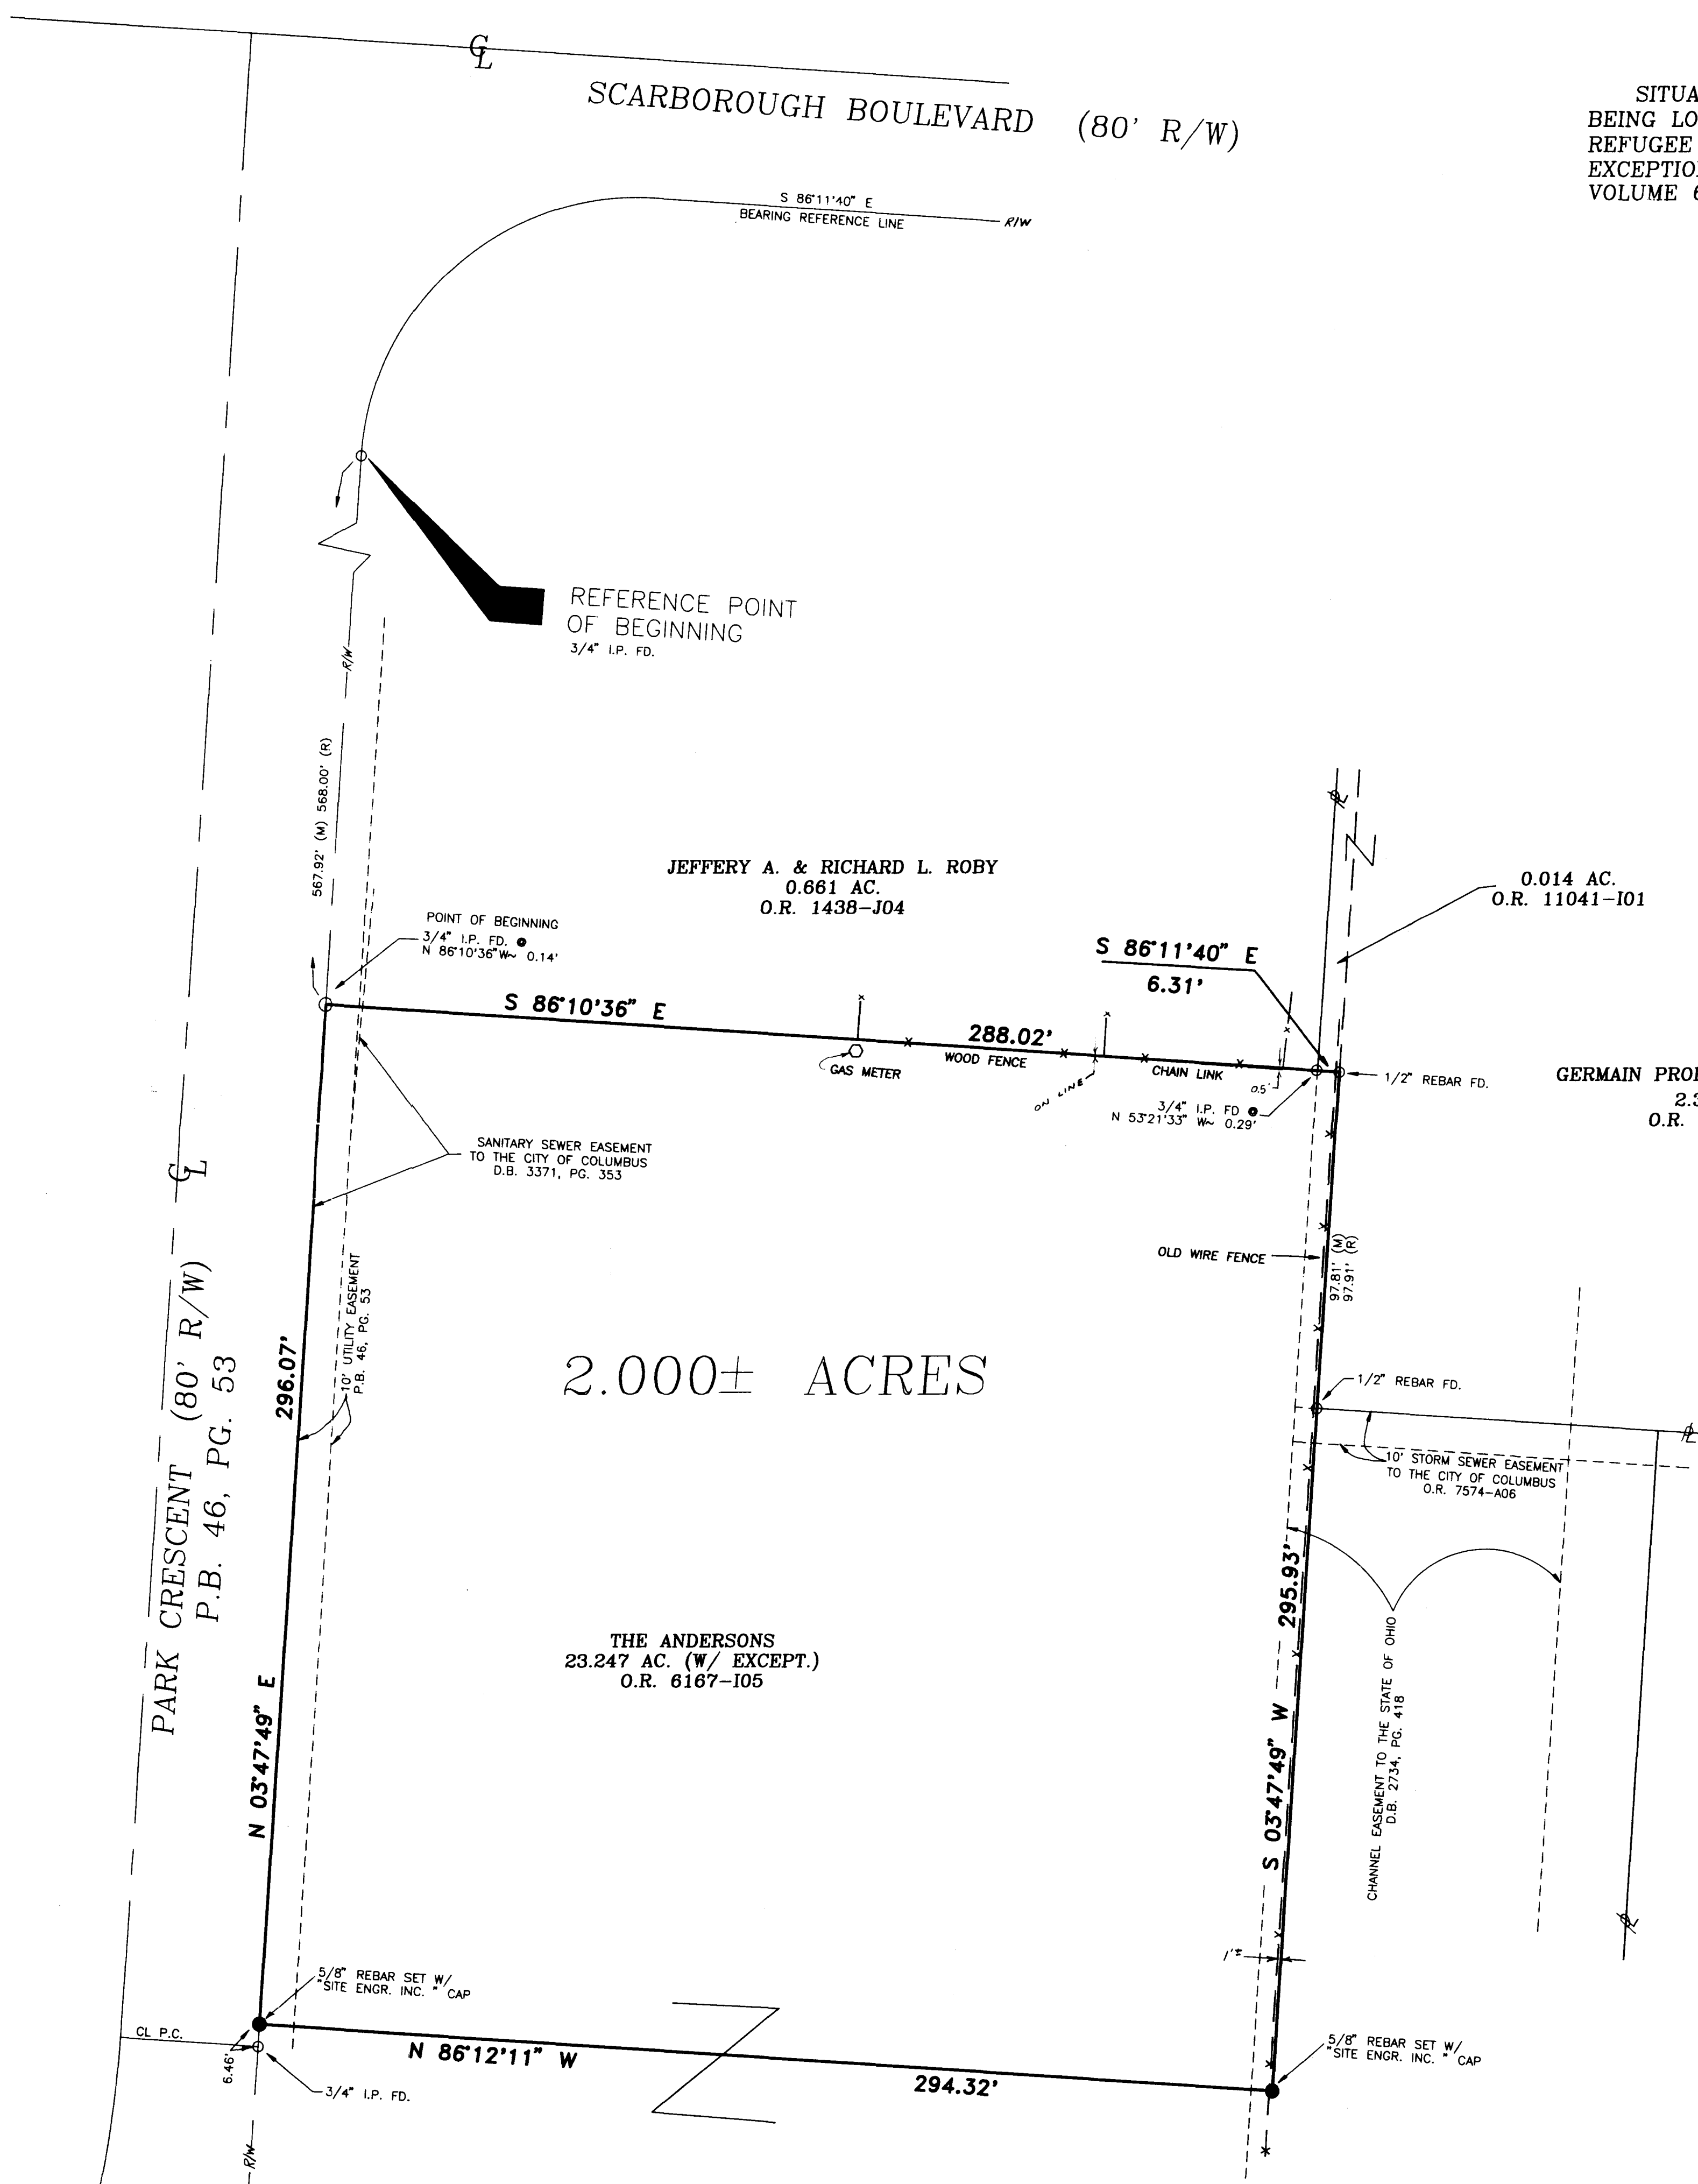 CL
SCARBOROUGH BOULEVARD (80' R/W)
SITUA
BEING LO
REFUGEE
EXCEPTIO
VOLUME 6
S 86°11'40" E
BEARING REFERENCE LINE
R/W
REFERENCE POINT
OF BEGINNING
3/4" I.P. FD.
R/W
567.92' (M) 568.00' (R)
JEFFERY A. & RICHARD L. ROBY
0.661 AC.
O.R. 1438-J04
PL
0.014 AC.
O.R. 11041-I01
POINT OF BEGINNING
3/4" I.P. FD. @
N 86°10'36"W~ 0.14'
S 86°11'40" E
6.31'
S 86°10'36" E
288.02'
WOOD FENCE
CHAIN LINK
GAS METER
ON LINE
0.5'
3/4" I.P. FD @
N 53°21'33" W~ 0.29'
1/2" REBAR FD.
GERMAIN PRO
2.3
O.R.
SANITARY SEWER EASEMENT
TO THE CITY OF COLUMBUS
D.B. 3371, PG. 353
CL
PARK CRESCENT (80' R/W)
P.B. 46, PG. 53
OLD WIRE FENCE
97.81' (M)
97.91' (R)
10' UTILITY EASEMENT
P.B. 46, PG. 53
296.07'
2.000± ACRES
1/2" REBAR FD.
PL
10' STORM SEWER EASEMENT
TO THE CITY OF COLUMBUS
O.R. 7574-A06
295.93'
THE ANDERSONS
23.247 AC. (W/ EXCEPT.)
O.R. 6167-I05
N 03°47'49" E
S 03°47'49" W
CHANNEL EASEMENT TO THE STATE OF OHIO
D.B. 2734, PG. 418
PL
1'±
5/8" REBAR SET W/
"SITE ENGR. INC. " CAP
CL P.C.
6.46'
N 86°12'11" W
294.32'
3/4" I.P. FD.
5/8" REBAR SET W/
"SITE ENGR. INC. " CAP
R/W